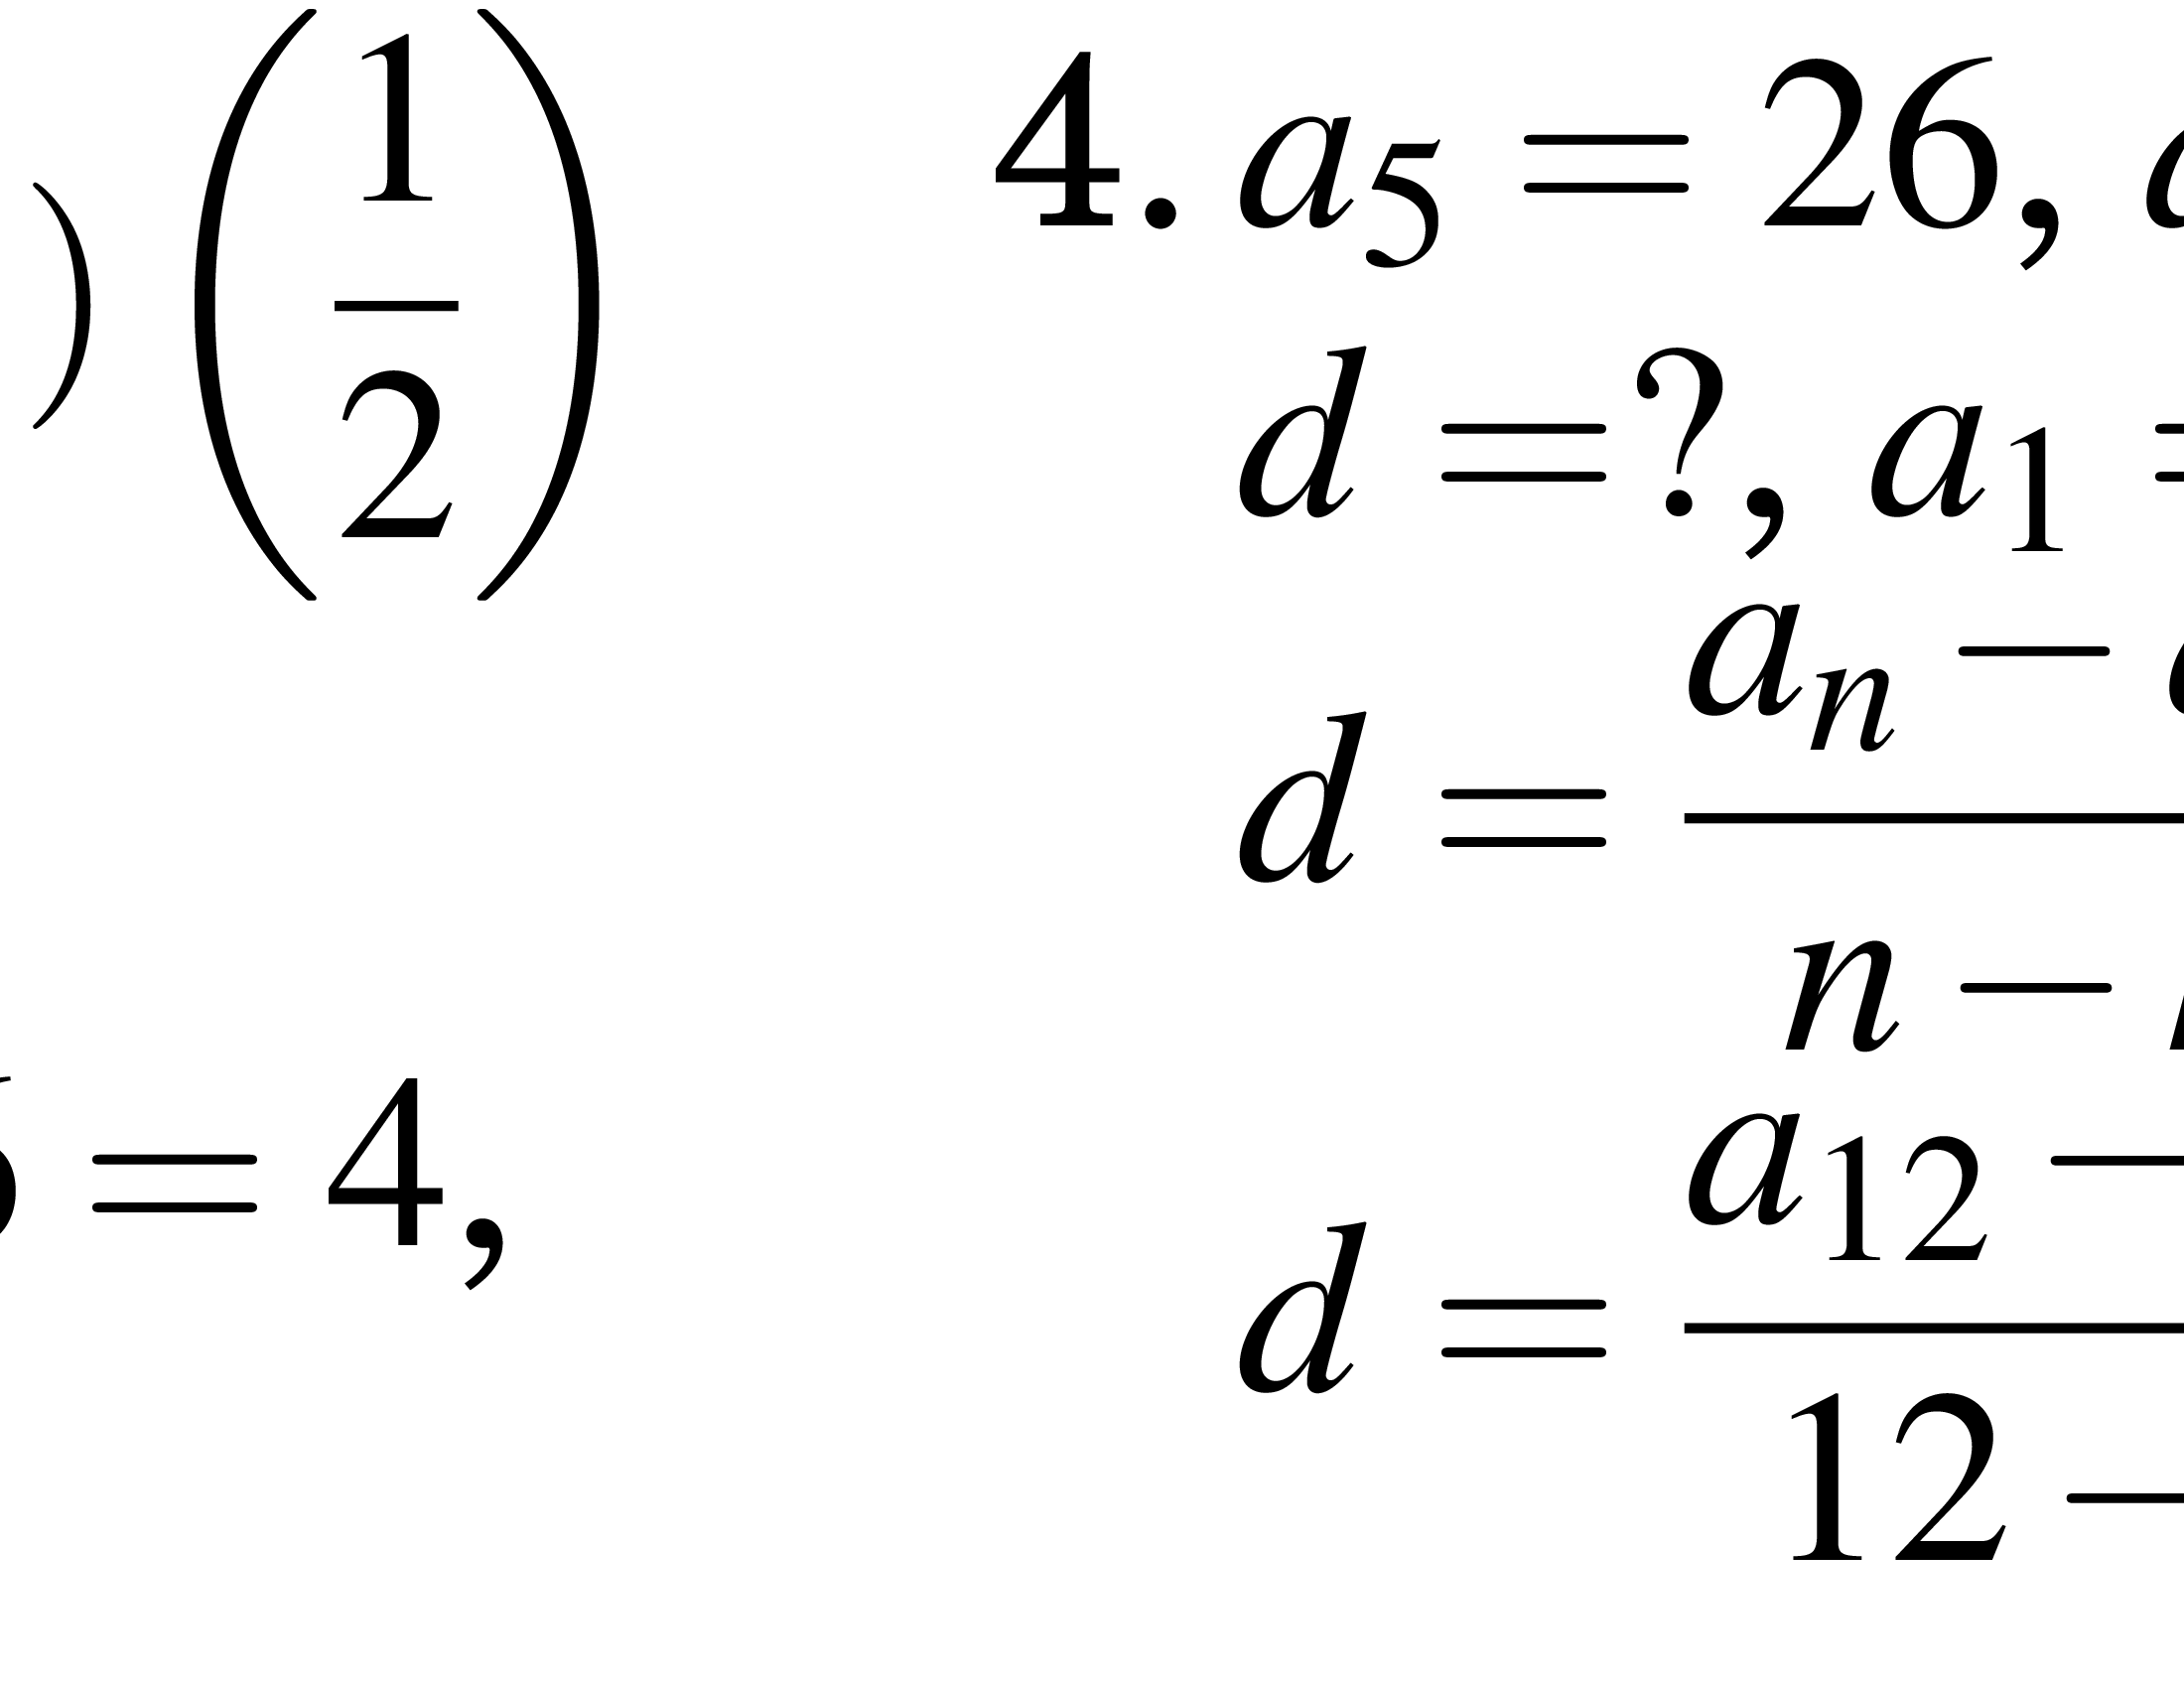 ) (1/2)
= 4,
4. a₅ = 26,
d =?, a₁ =
d = aₙ −
n −
d = a₁₂ −
12 −